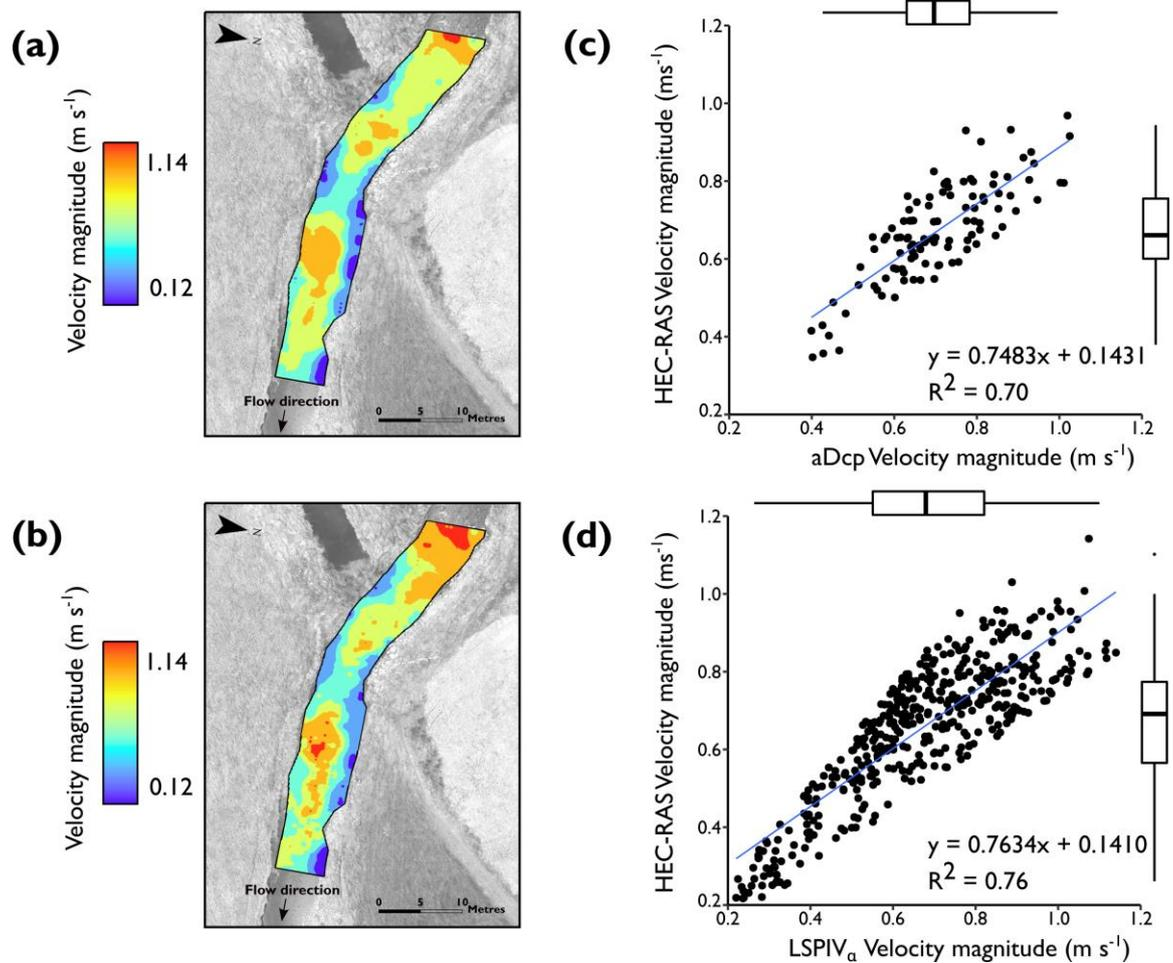 (a)
N
Velocity magnitude (m s-1)
1.14
0.12
Flow direction
0 5 10 Metres
(b)
N
Velocity magnitude (m s-1)
1.14
0.12
Flow direction
0 5 10 Metres
(c)
HEC-RAS Velocity magnitude (ms-1)
1.2
1.0
0.8
0.6
0.4
0.2
y = 0.7483x + 0.1431
R2 = 0.70
0.2 0.4 0.6 0.8 1.0 1.2
aDcp Velocity magnitude (m s-1)
(d)
HEC-RAS Velocity magnitude (ms-1)
1.2
1.0
0.8
0.6
0.4
0.2
y = 0.7634x + 0.1410
R2 = 0.76
0.2 0.4 0.6 0.8 1.0 1.2
LSPIVα Velocity magnitude (m s-1)